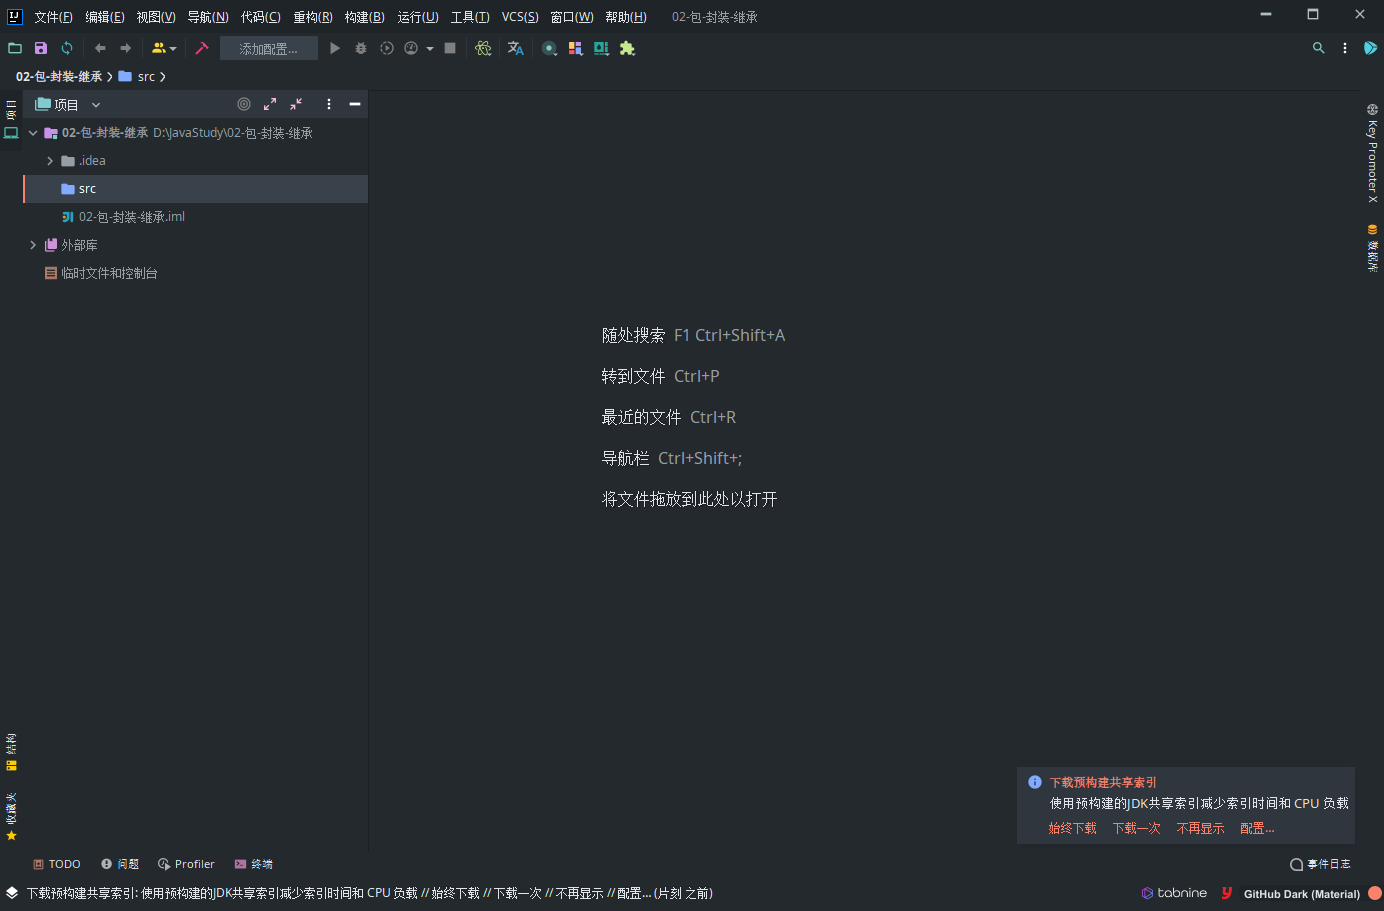 IJ 文件(F) 编辑(E) 视图(V) 导航(N) 代码(C) 重构(R) 构建(B) 运行(U) 工具(T) VCS(S) 窗口(W) 帮助(H) 02-包-封装-继承
添加配置...
02-包-封装-继承 src
项目
项目
02-包-封装-继承 D:\JavaStudy\02-包-封装-继承
.idea
src
02-包-封装-继承.iml
外部库
临时文件和控制台
随处搜索 F1 Ctrl+Shift+A
转到文件 Ctrl+P
最近的文件 Ctrl+R
导航栏 Ctrl+Shift+;
将文件拖放到此处以打开
Key Promoter X
数据库
结构
收藏夹
下载预构建共享索引
使用预构建的JDK共享索引减少索引时间和 CPU 负载
始终下载 下载一次 不再显示 配置...
TODO 问题 Profiler 终端 事件日志
下载预构建共享索引: 使用预构建的JDK共享索引减少索引时间和 CPU 负载 // 始终下载 // 下载一次 // 不再显示 // 配置... (片刻 之前) tabnine GitHub Dark (Material)